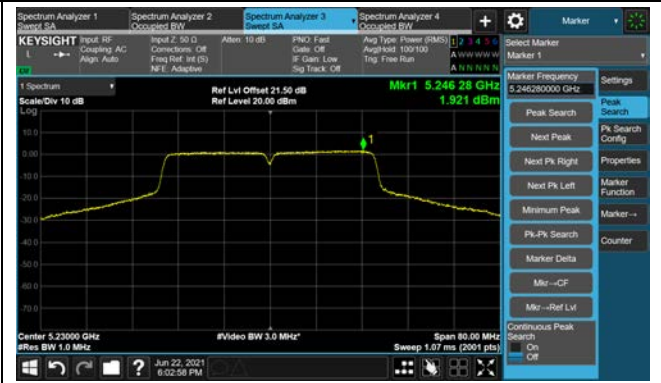 Spectrum Analyzer 1
Swept SA
Spectrum Analyzer 2
Occupied BW
Spectrum Analyzer 3
Swept SA
Spectrum Analyzer 4
Occupied BW
+
Marker
KEYSIGHT
L
Input: RF
Coupling: AC
Align: Auto
Input Z: 50 Ω
Corrections: Off
Freq Ref: Int (S)
NFE: Adaptive
Atten: 10 dB
PNO: Fast
Gate: Off
IF Gain: Low
Sig Track: Off
Avg Type: Power (RMS)
Avg|Hold: 100/100
Trig: Free Run
1 2 3 4 5 6
A W W W W W
A N N N N N
Select Marker
Marker 1
1 Spectrum
Scale/Div 10 dB
Log
Ref Lvl Offset 21.50 dB
Ref Level 20.00 dBm
Mkr1 5.246 28 GHz
1.921 dBm
10.0
0.00
-10.0
-20.0
-30.0
-40.0
-50.0
-60.0
-70.0
1
Center 5.23000 GHz
#Res BW 1.0 MHz
#Video BW 3.0 MHz*
Span 80.00 MHz
Sweep 1.07 ms (2001 pts)
Marker Frequency
5.246280000 GHz
Peak Search
Next Peak
Next Pk Right
Next Pk Left
Minimum Peak
Pk-Pk Search
Marker Delta
Mkr→CF
Mkr→Ref Lvl
Continuous Peak
Search
On
Off
Settings
Peak
Search
Pk Search
Config
Properties
Marker
Function
Marker→
Counter
?
Jun 22, 2021
6:02:58 PM